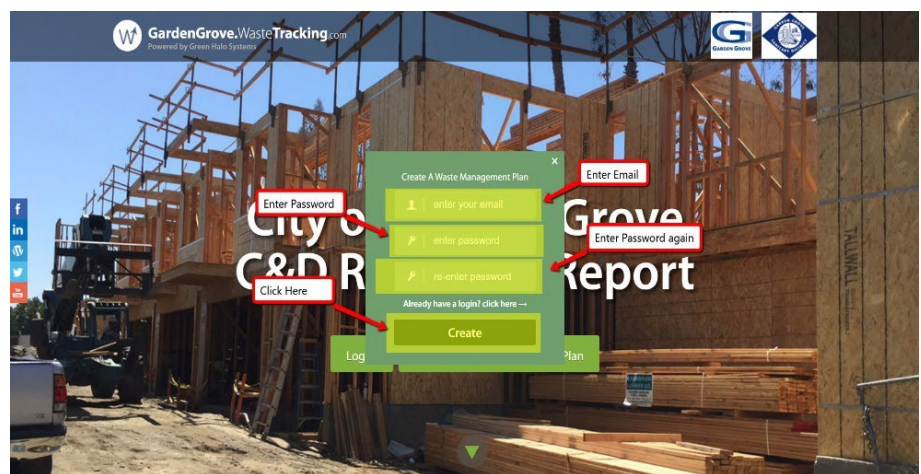 GardenGrove.WasteTracking.com
Powered by Green Halo Systems
G
GARDEN GROVE
x
Create A Waste Management Plan
Enter Email
enter your email
Enter Password
City o Grove
enter password
Enter Password again
C&D R Report
re-enter password
Click Here
Already have a login? click here →
Create
Log Plan
f
in
TALLWALL